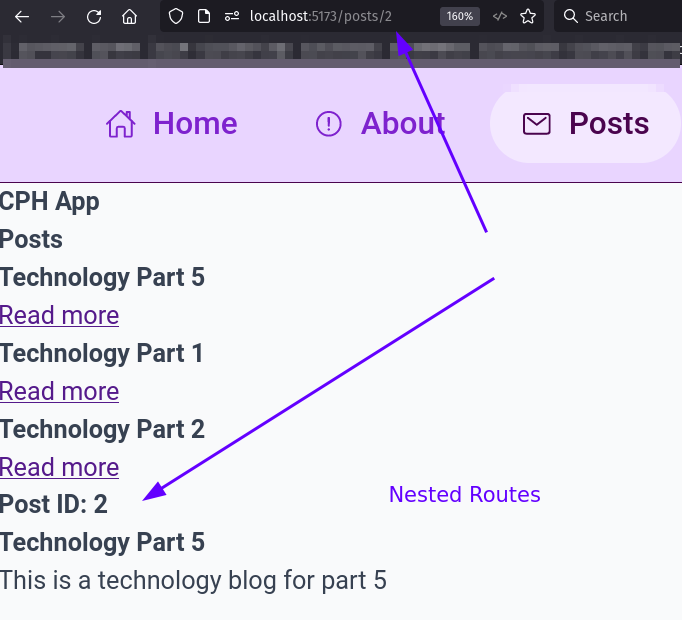 localhost:5173/posts/2
160%
Search
Home
About
Posts
CPH App
Posts
Technology Part 5
Read more
Technology Part 1
Read more
Technology Part 2
Read more
Nested Routes
Post ID: 2
Technology Part 5
This is a technology blog for part 5